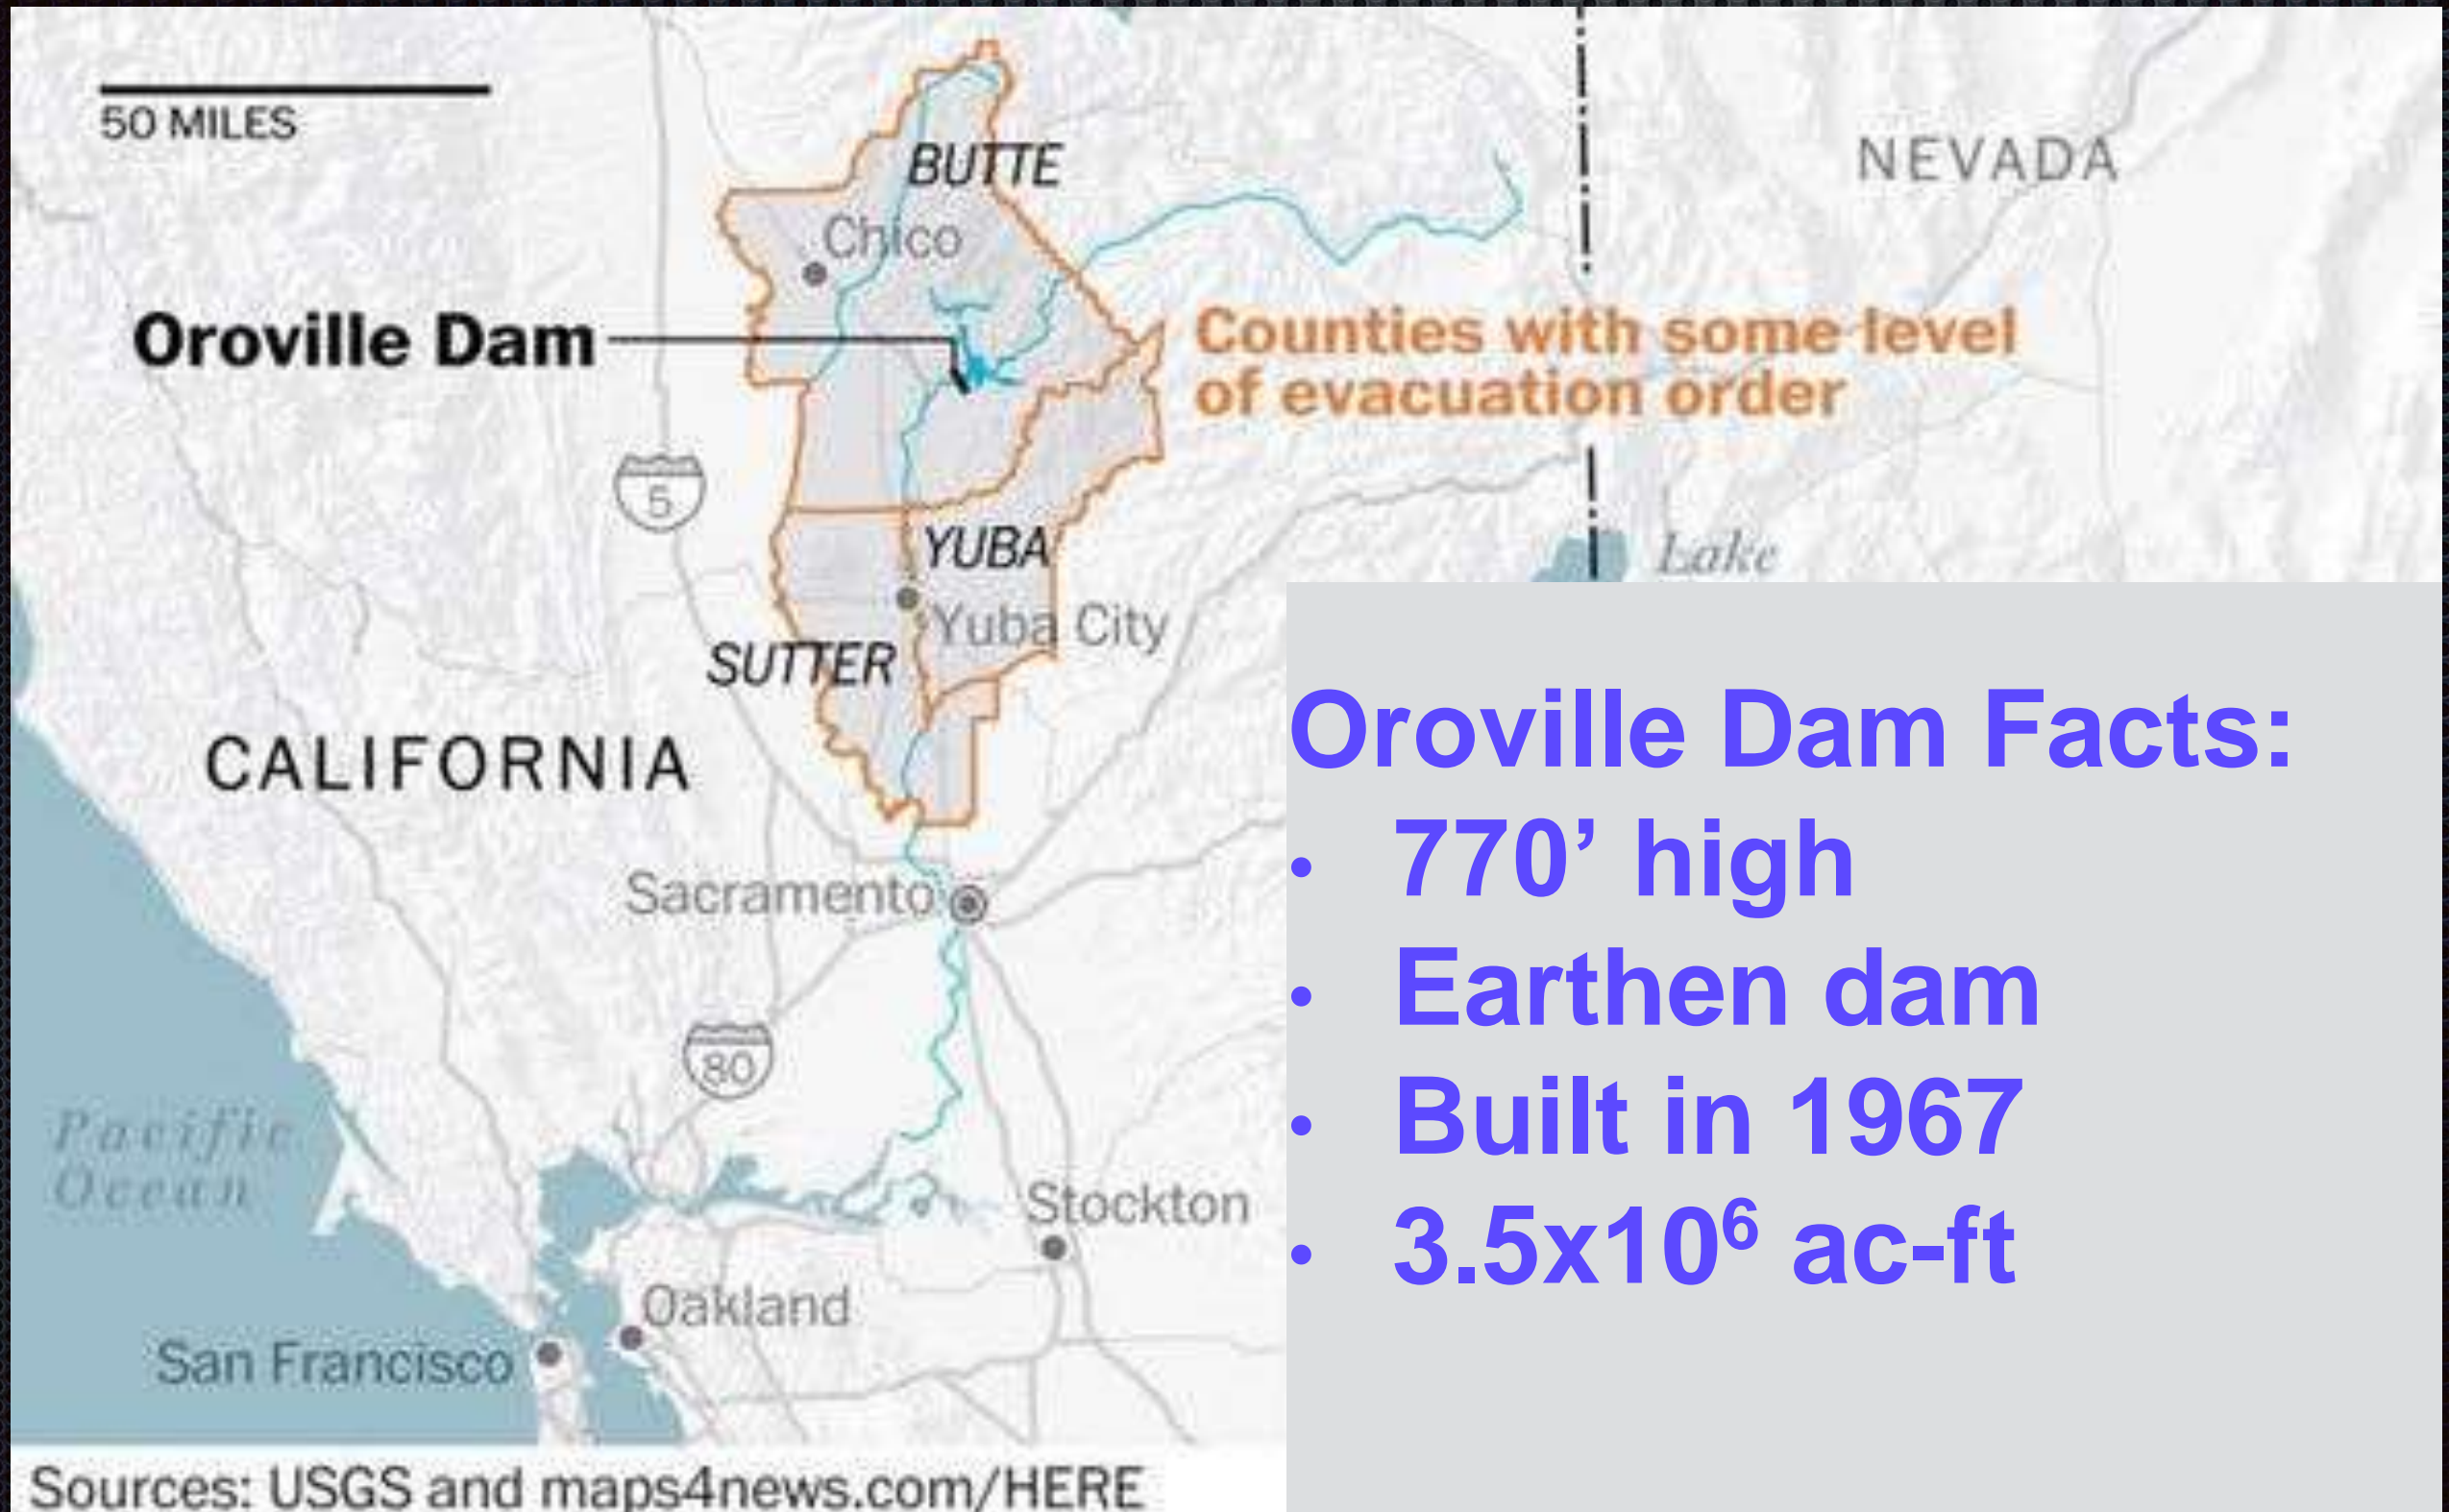 50 MILES
BUTTE
NEVADA
Chico
Oroville Dam
Counties with some level
of evacuation order
5
YUBA
Lake
Yuba City
SUTTER
CALIFORNIA
Sacramento
80
Pacific
Ocean
Stockton
Oakland
San Francisco
Sources: USGS and maps4news.com/HERE
Oroville Dam Facts:
• 770’ high
• Earthen dam
• Built in 1967
• 3.5x10⁶ ac-ft